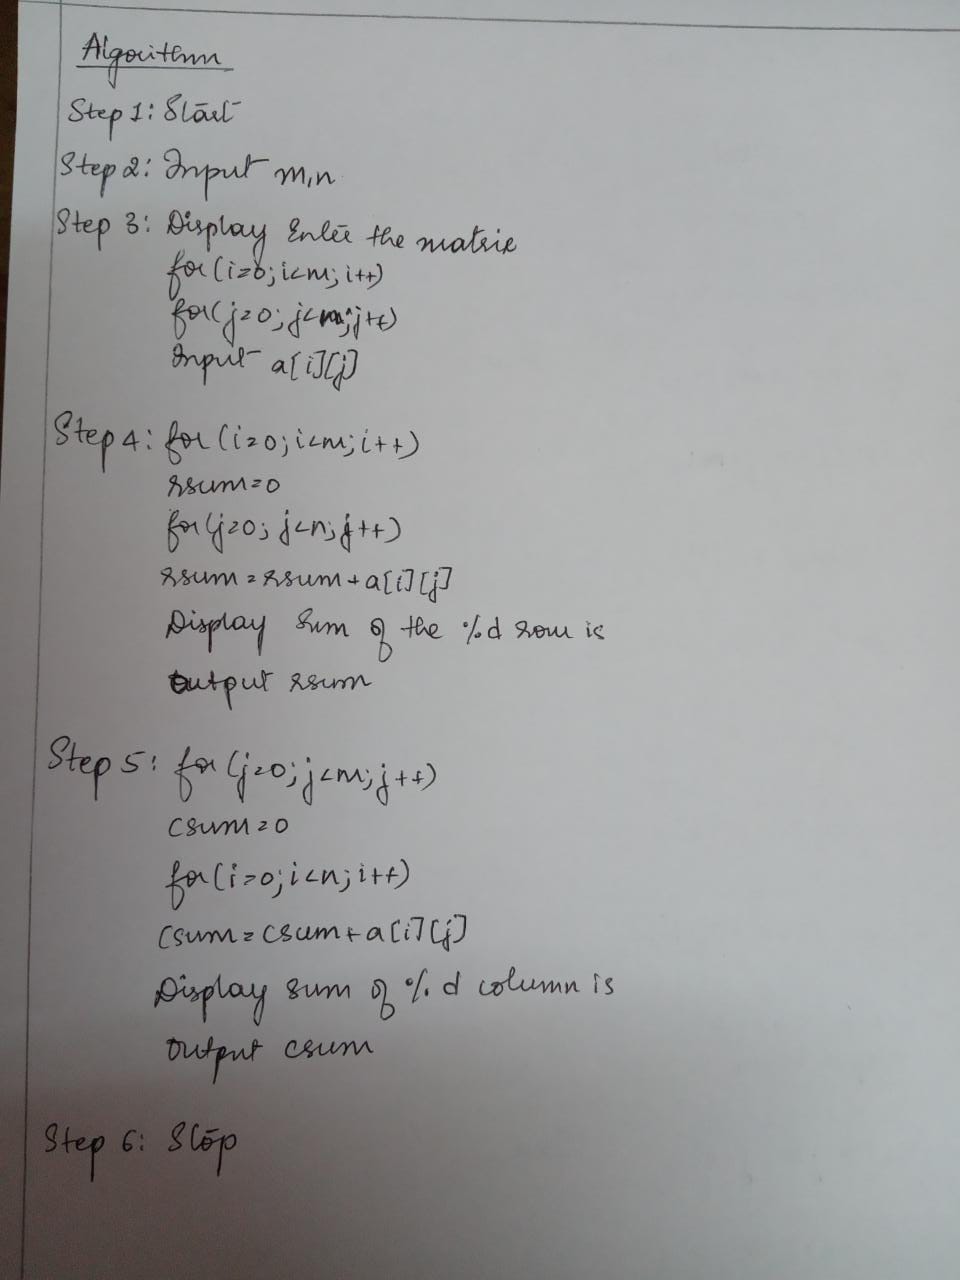 Algorithm
Step 1: Start
Step 2: Input m,n
Step 3: Display Enter the matrix
for(i=0;i<m;i++)
for(j=0;j<n;j++)
Input a[i][j]
Step 4: for(i=0;i<m;i++)
rsum=0
for(j=0;j<n;j++)
rsum=rsum+a[i][j]
Display Sum of the %d row is
output rsum
Step 5: for(j=0;j<m;j++)
csum=0
for(i=0;i<n;i++)
csum=csum+a[i][j]
Display sum of %d column is
output csum
Step 6: Stop